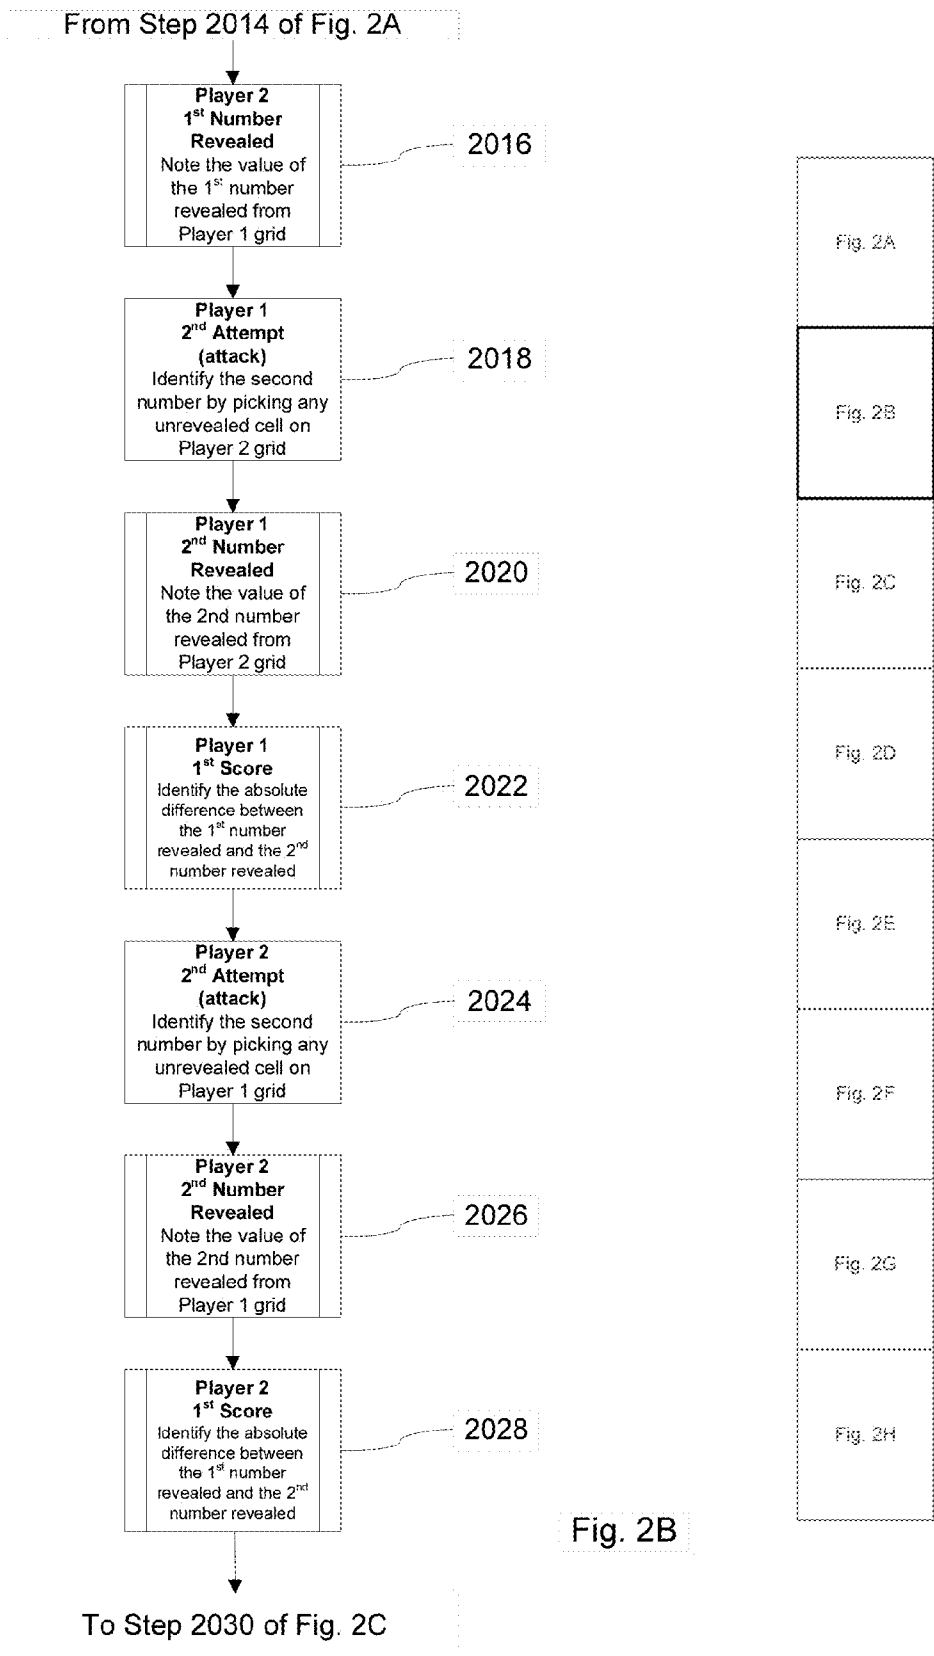 From Step 2014 of Fig. 2A
Player 2
1st Number
Revealed
Note the value of
the 1st number
revealed from
Player 1 grid
2016
Player 1
2nd Attempt
(attack)
Identify the second
number by picking any
unrevealed cell on
Player 2 grid
2018
Player 1
2nd Number
Revealed
Note the value of
the 2nd number
revealed from
Player 2 grid
2020
Player 1
1st Score
Identify the absolute
difference between
the 1st number
revealed and the 2nd
number revealed
2022
Player 2
2nd Attempt
(attack)
Identify the second
number by picking any
unrevealed cell on
Player 1 grid
2024
Player 2
2nd Number
Revealed
Note the value of
the 2nd number
revealed from
Player 1 grid
2026
Player 2
1st Score
Identify the absolute
difference between
the 1st number
revealed and the 2nd
number revealed
2028
To Step 2030 of Fig. 2C
Fig. 2B
Fig. 2A
Fig. 2B
Fig. 2C
Fig. 2D
Fig. 2E
Fig. 2F
Fig. 2G
Fig. 2H